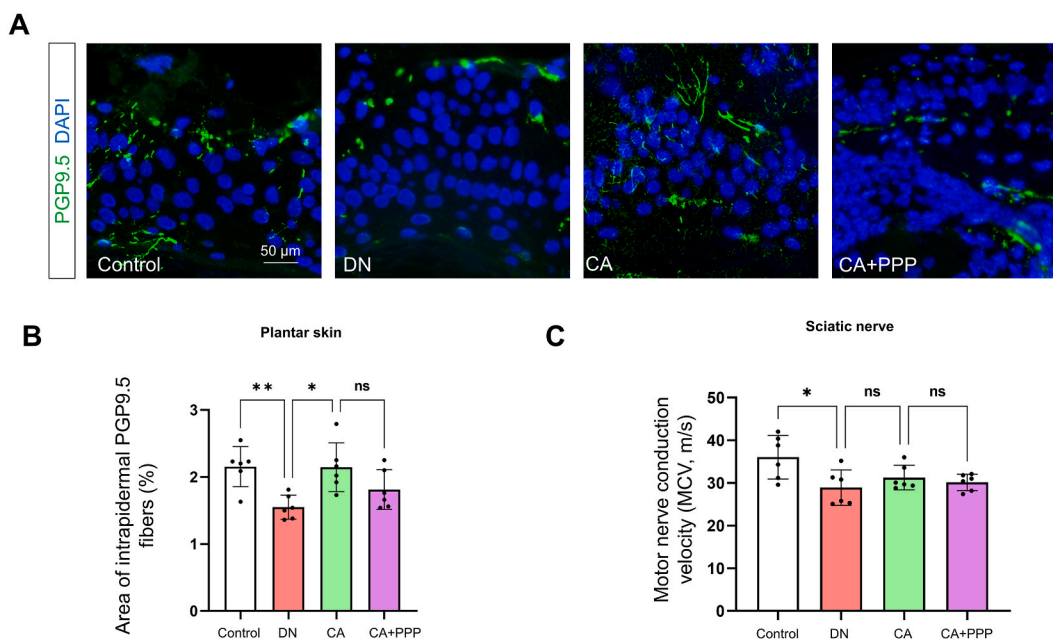 A
PGP9.5 DAPI
Control
50 µm
DN
CA
CA+PPP
B
Plantar skin
Area of intrapidermal PGP9.5
fibers (%)
** * ns
3
2
1
0
Control DN CA CA+PPP
C
Sciatic nerve
Motor nerve conduction
velocity (MCV, m/s)
* ns ns
50
40
30
20
10
0
Control DN CA CA+PPP